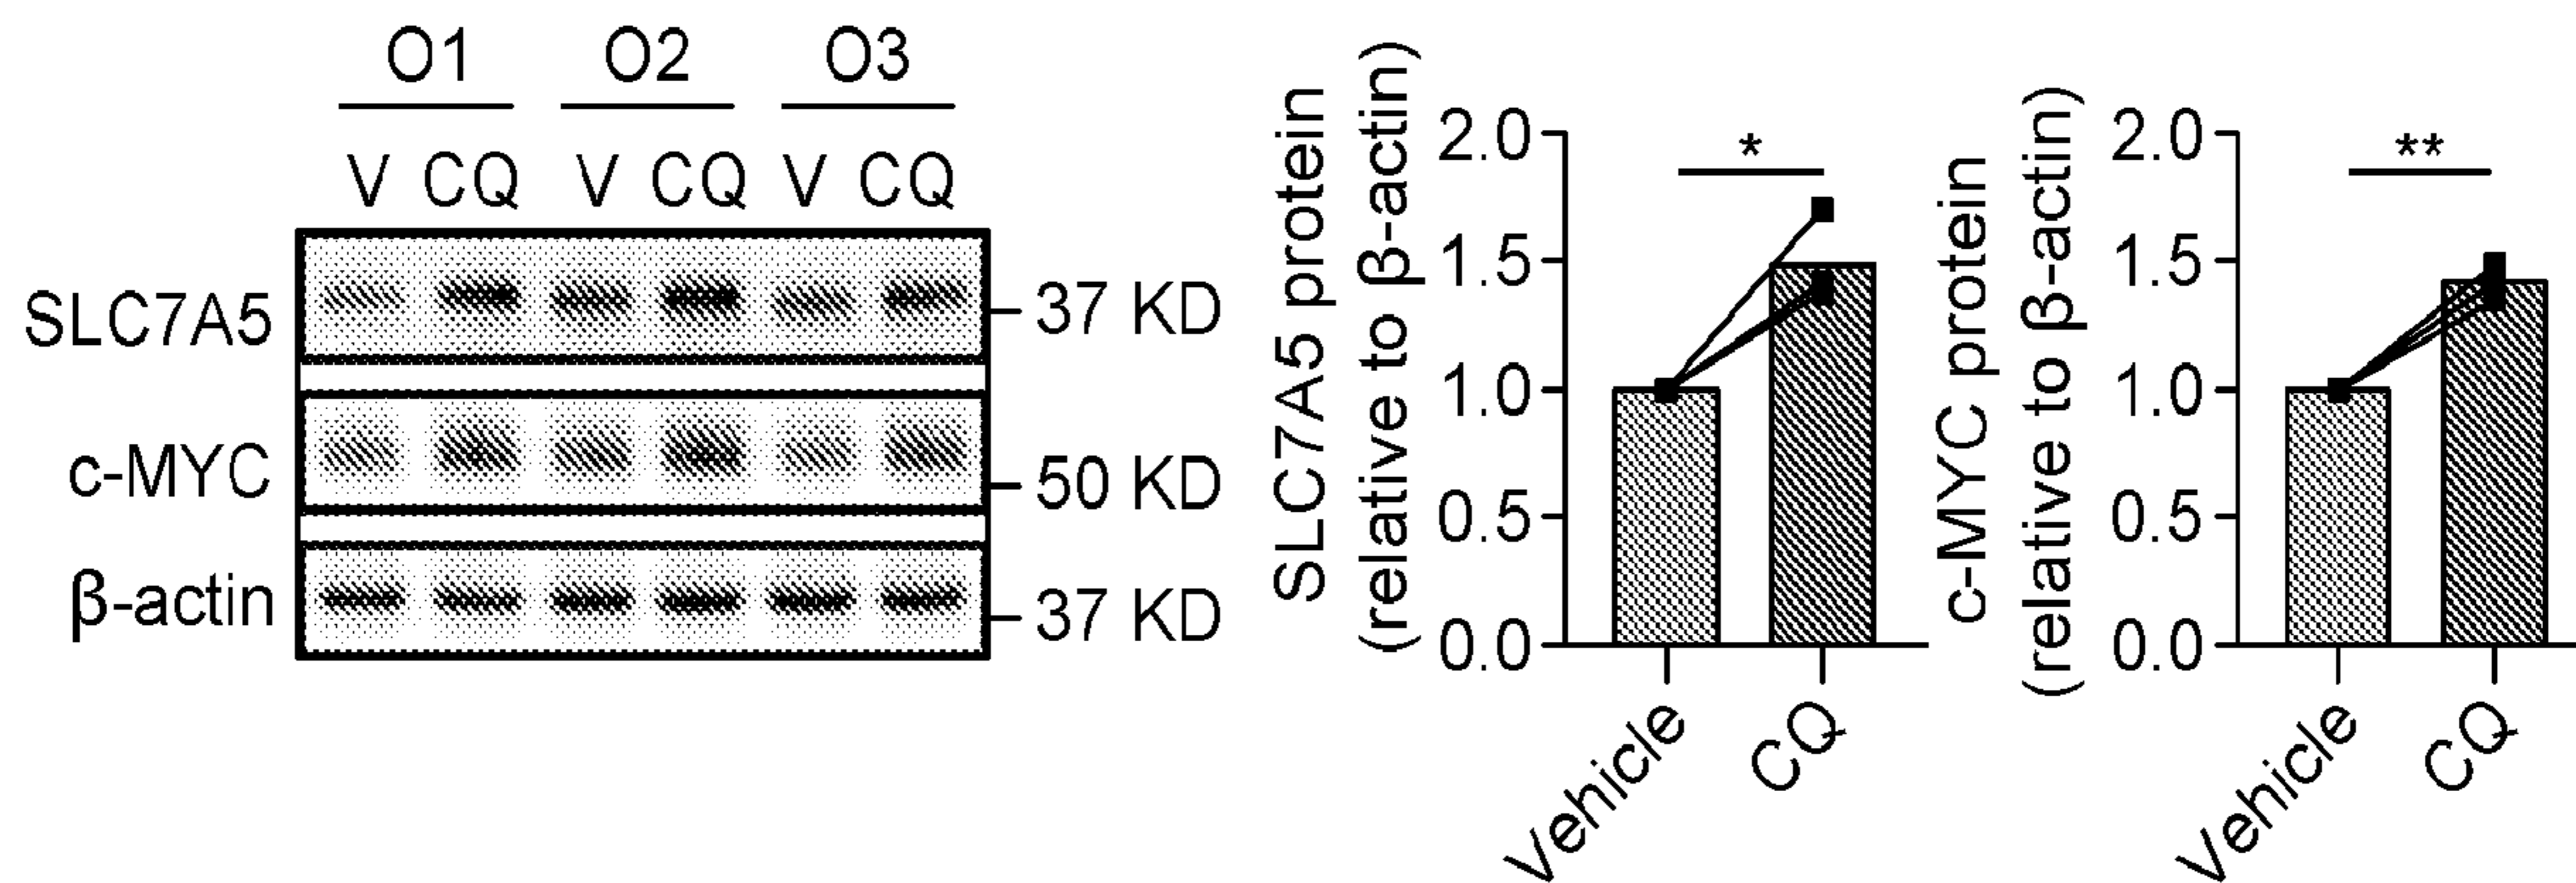 O1 O2 O3
V CQ V CQ V CQ
SLC7A5
37 KD
c-MYC
50 KD
β-actin
37 KD
SLC7A5 protein
(relative to β-actin)
2.0
1.5
1.0
0.5
0.0
*
Vehicle
CQ
c-MYC protein
(relative to β-actin)
2.0
1.5
1.0
0.5
0.0
**
Vehicle
CQ